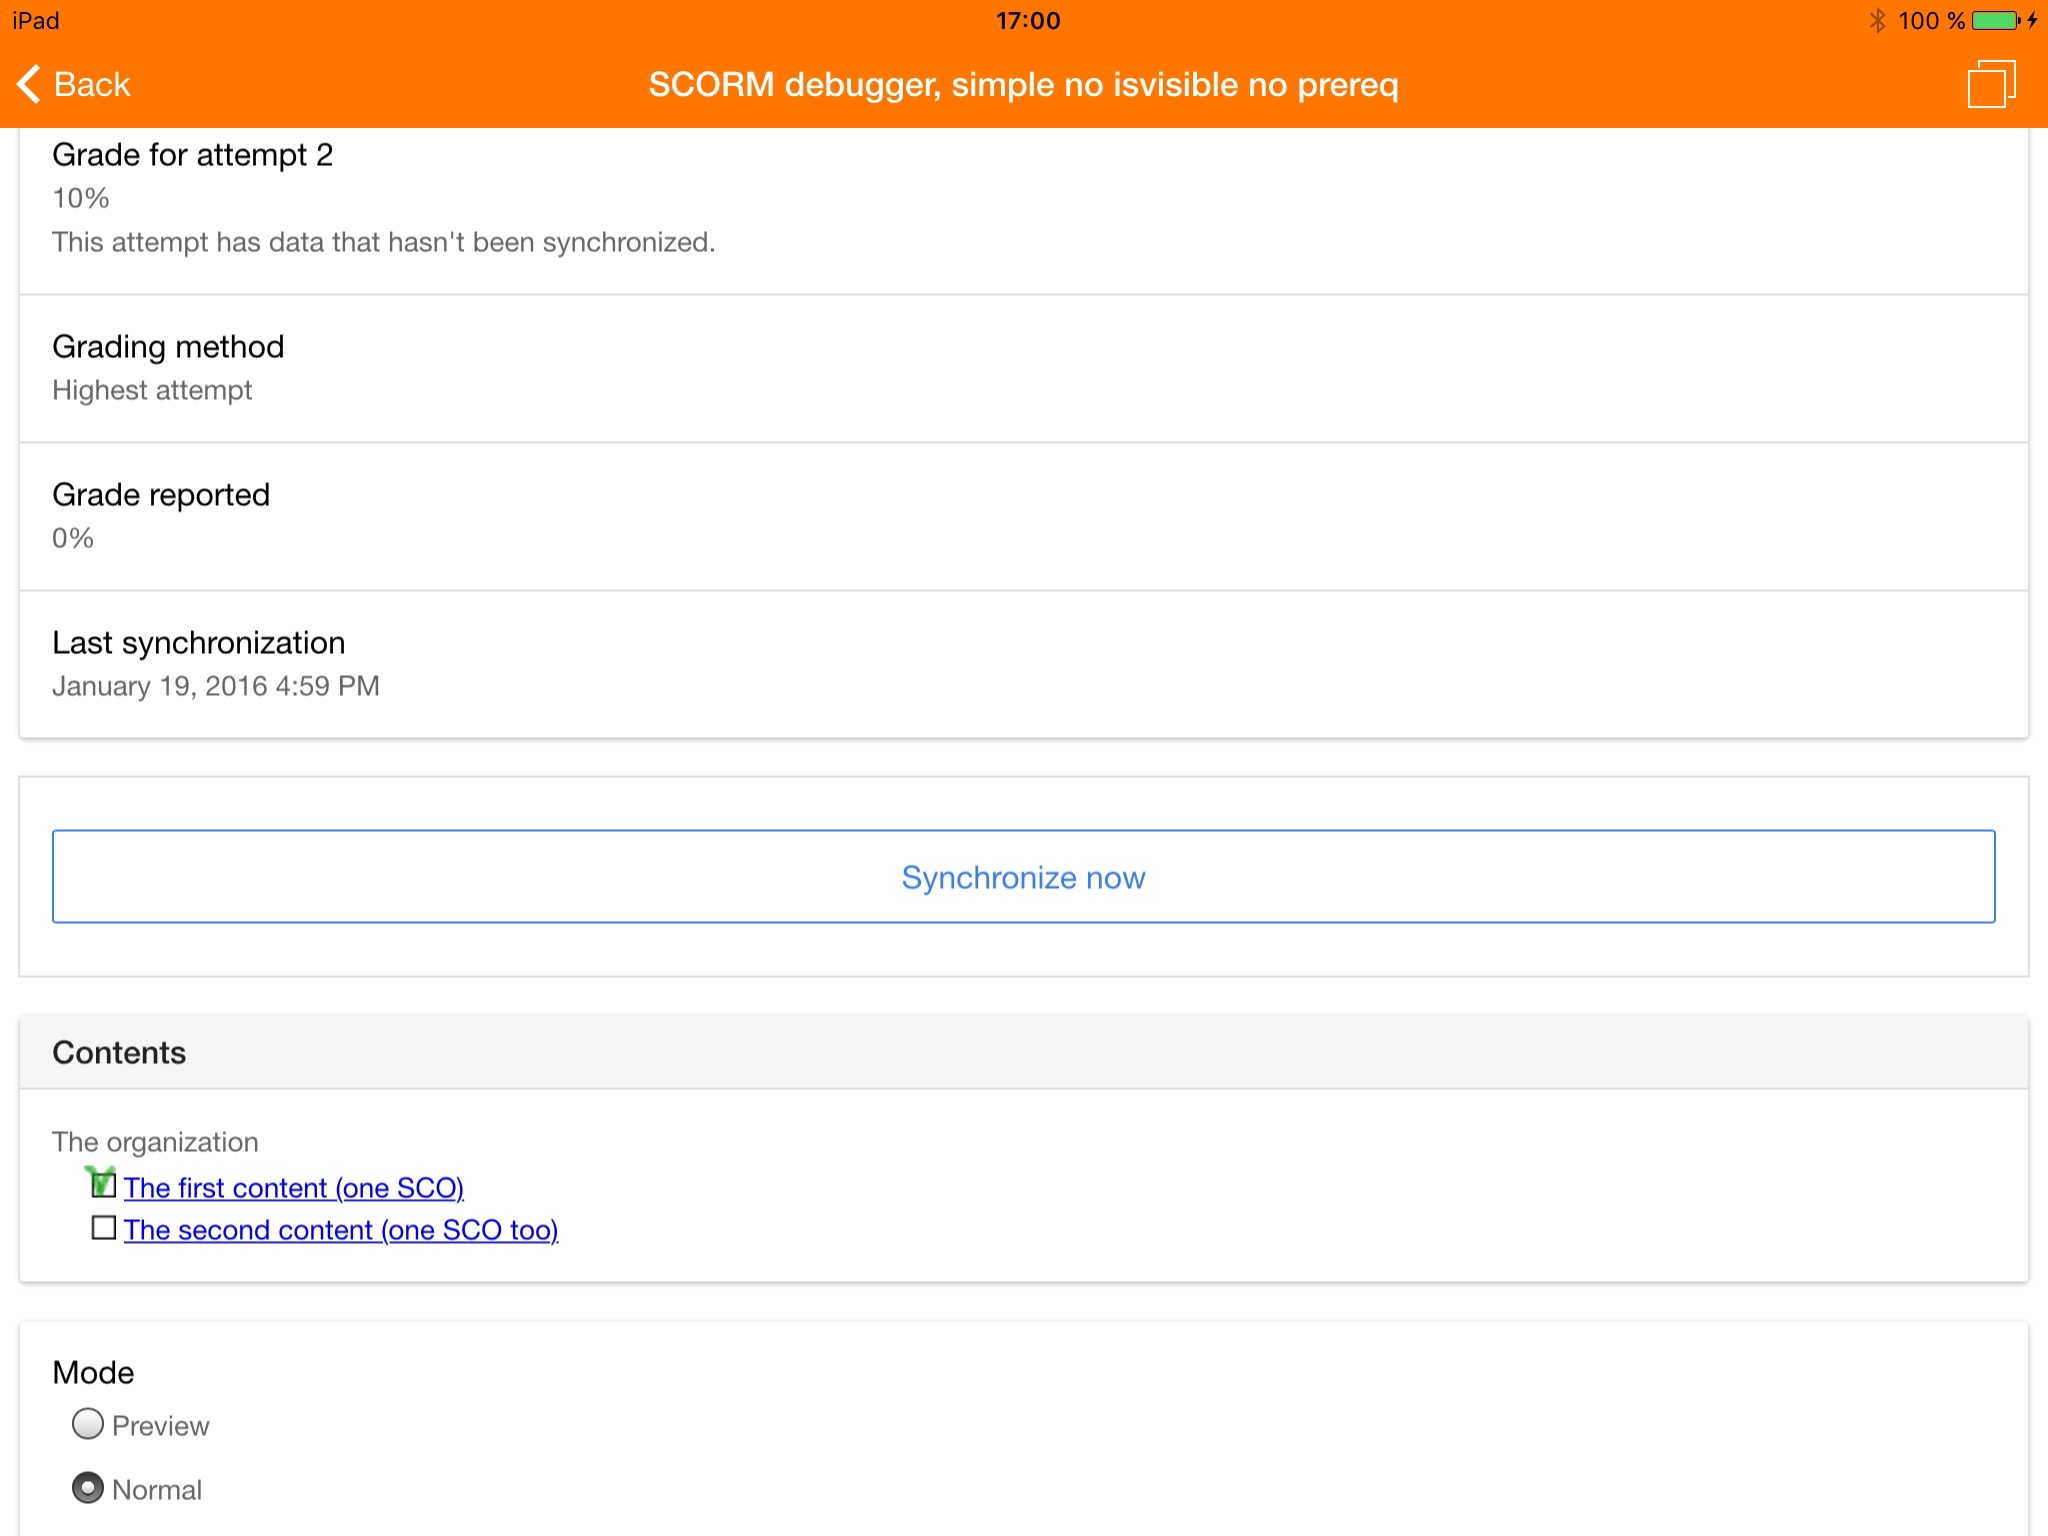 iPad 17:00 100 %
Back SCORM debugger, simple no isvisible no prereq
Grade for attempt 2
10%
This attempt has data that hasn't been synchronized.
Grading method
Highest attempt
Grade reported
0%
Last synchronization
January 19, 2016 4:59 PM
Synchronize now
Contents
The organization
The first content (one SCO)
The second content (one SCO too)
Mode
Preview
Normal